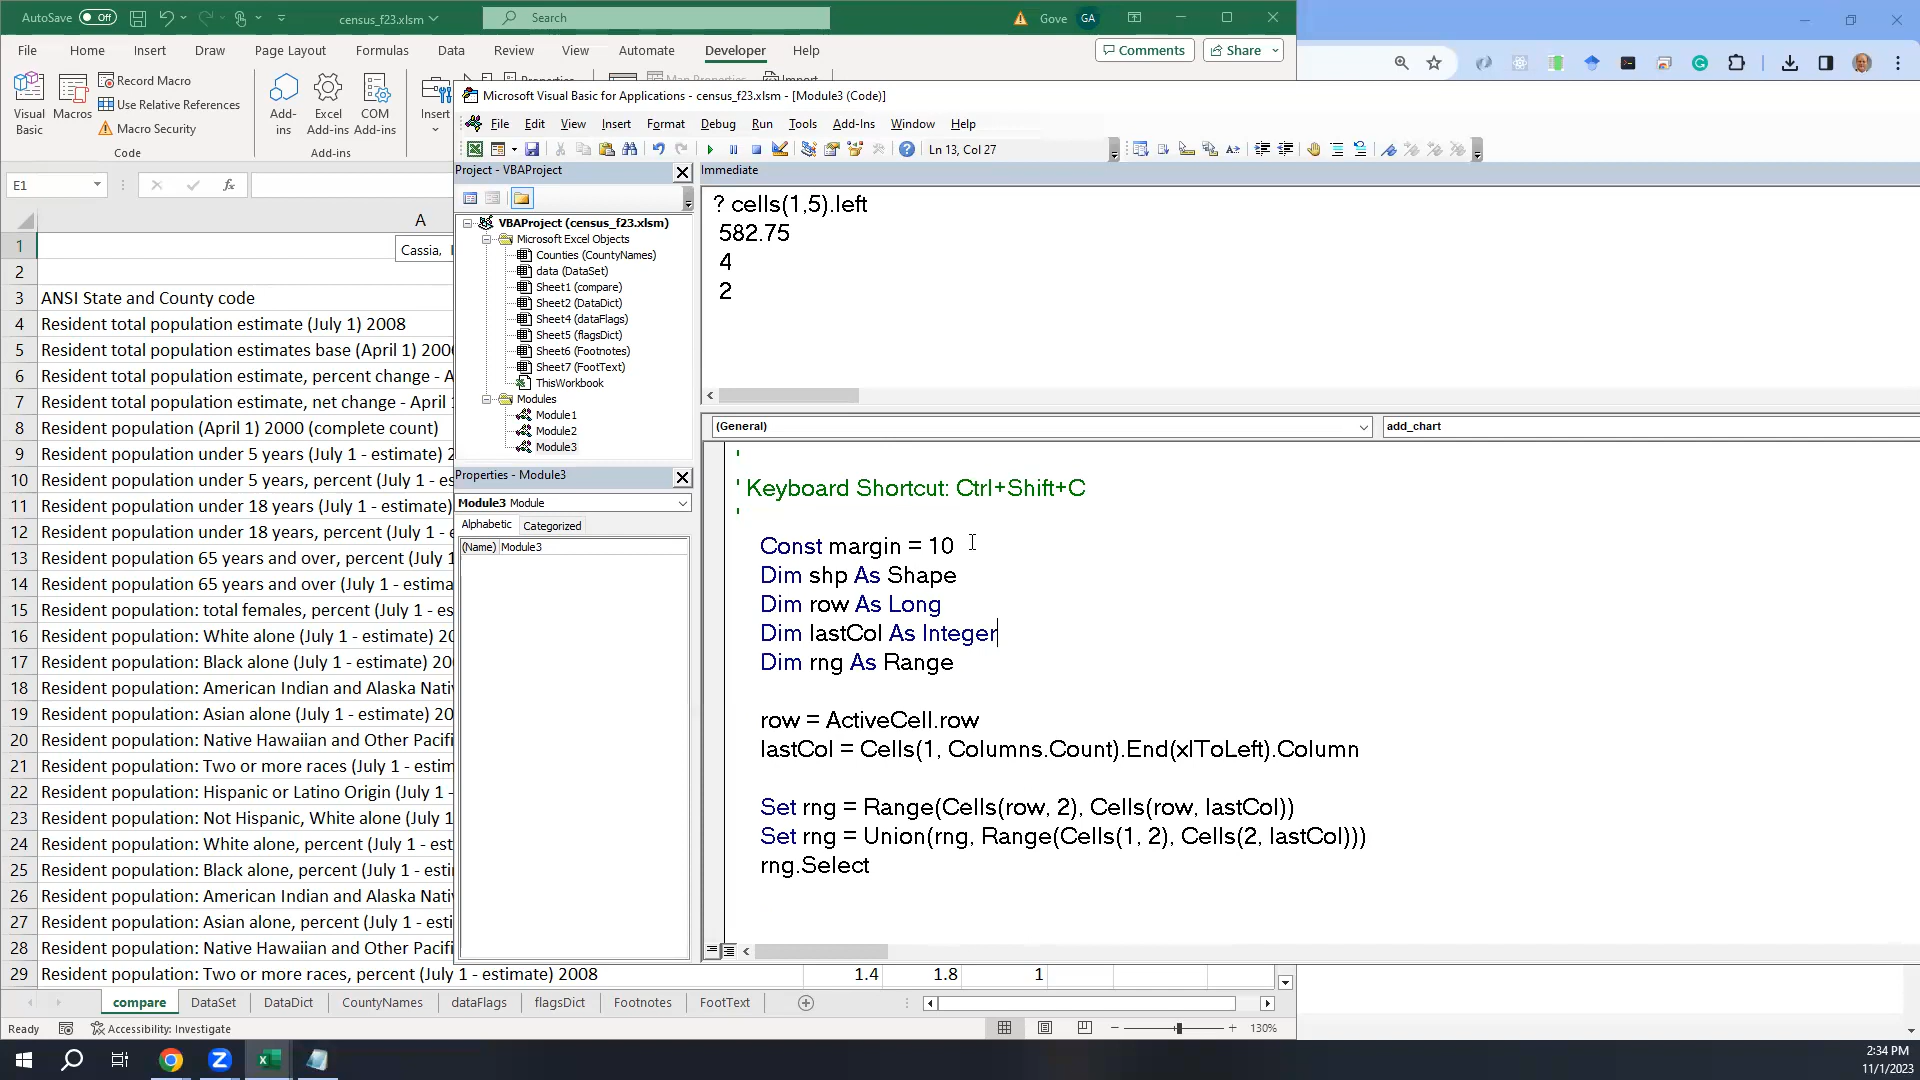 AutoSave Off census_f23.xlsm Search Gove GA
File Home Insert Draw Page Layout Formulas Data Review View Automate Developer Help Comments Share
Visual Basic
Macros
Record Macro
Use Relative References
Macro Security
Code
Add-ins
Excel Add-ins
COM Add-ins
Add-ins
Insert
Microsoft Visual Basic for Applications - census_f23.xlsm - [Module3 (Code)]
File Edit View Insert Format Debug Run Tools Add-Ins Window Help
Ln 13, Col 27
E1
Project - VBAProject
VBAProject (census_f23.xlsm)
Microsoft Excel Objects
Counties (CountyNames)
data (DataSet)
Sheet1 (compare)
Sheet2 (DataDict)
Sheet4 (dataFlags)
Sheet5 (flagsDict)
Sheet6 (Footnotes)
Sheet7 (FootText)
ThisWorkbook
Modules
Module1
Module2
Module3
Properties - Module3
Module3 Module
Alphabetic Categorized
(Name) Module3
Immediate
? cells(1,5).left
582.75
4
2
(General) add_chart
'
' Keyboard Shortcut: Ctrl+Shift+C
'
Const margin = 10
Dim shp As Shape
Dim row As Long
Dim lastCol As Integer
Dim rng As Range
row = ActiveCell.row
lastCol = Cells(1, Columns.Count).End(xlToLeft).Column
Set rng = Range(Cells(row, 2), Cells(row, lastCol))
Set rng = Union(rng, Range(Cells(1, 2), Cells(2, lastCol)))
rng.Select
A
1 Cassia,
2
3 ANSI State and County code
4 Resident total population estimate (July 1) 2008
5 Resident total population estimates base (April 1) 200
6 Resident total population estimate, percent change - A
7 Resident total population estimate, net change - April 1
8 Resident population (April 1) 2000 (complete count)
9 Resident population under 5 years (July 1 - estimate) 2
10 Resident population under 5 years, percent (July 1 - es
11 Resident population under 18 years (July 1 - estimate)
12 Resident population under 18 years, percent (July 1 - e
13 Resident population 65 years and over, percent (July 1
14 Resident population 65 years and over (July 1 - estima
15 Resident population: total females, percent (July 1 - e
16 Resident population: White alone (July 1 - estimate) 20
17 Resident population: Black alone (July 1 - estimate) 20
18 Resident population: American Indian and Alaska Nati
19 Resident population: Asian alone (July 1 - estimate) 20
20 Resident population: Native Hawaiian and Other Pacifi
21 Resident population: Two or more races (July 1 - estim
22 Resident population: Hispanic or Latino Origin (July 1 -
23 Resident population: Not Hispanic, White alone (July 1
24 Resident population: White alone, percent (July 1 - est
25 Resident population: Black alone, percent (July 1 - esti
26 Resident population: American Indian and Alaska Nati
27 Resident population: Asian alone, percent (July 1 - esti
28 Resident population: Native Hawaiian and Other Pacifi
29 Resident population: Two or more races, percent (July 1 - estimate) 2008 1.4 1.8 1
compare DataSet DataDict CountyNames dataFlags flagsDict Footnotes FootText
Ready Accessibility: Investigate 130%
2:34 PM
11/1/2023